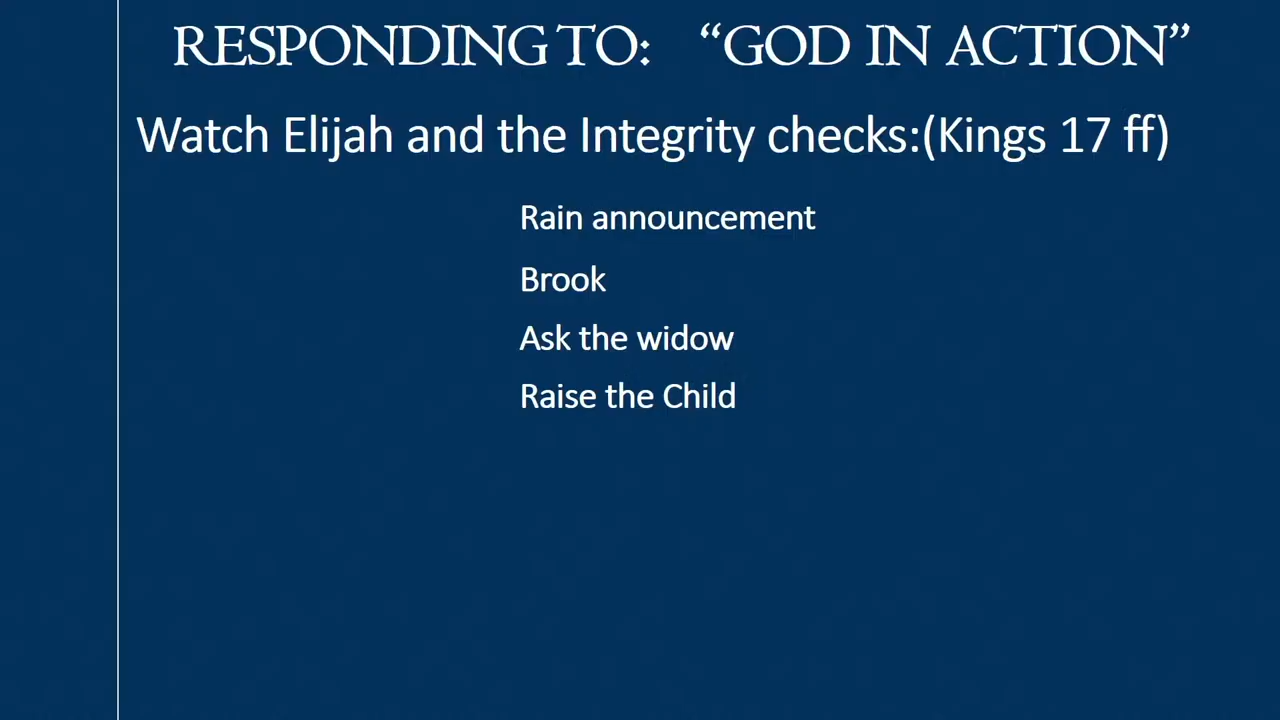 RESPONDING TO: “GOD IN ACTION”
Watch Elijah and the Integrity checks:(Kings 17 ff)
Rain announcement
Brook
Ask the widow
Raise the Child